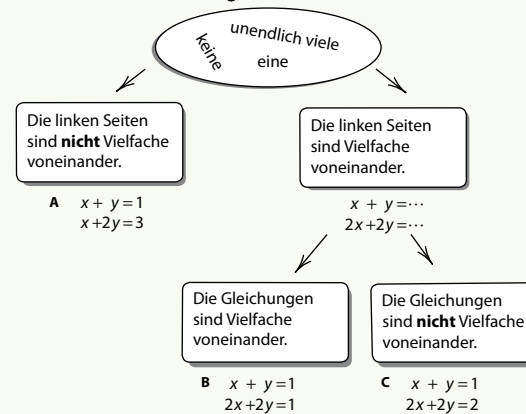 unendlich viele
keine
eine
Die linken Seiten
sind nicht Vielfache
voneinander.
A x + y = 1
x + 2y = 3
Die linken Seiten
sind Vielfache
voneinander.
x + y = ⋯
2x + 2y = ⋯
Die Gleichungen
sind Vielfache
voneinander.
B x + y = 1
2x + 2y = 1
Die Gleichungen
sind nicht Vielfache
voneinander.
C x + y = 1
2x + 2y = 2